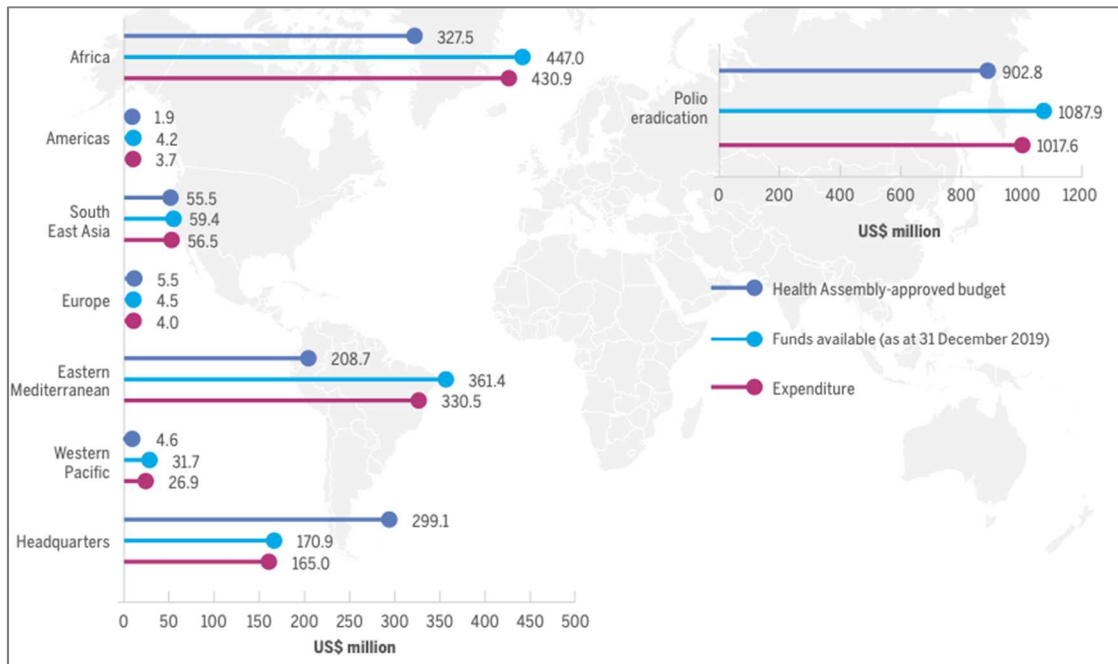 Africa
327.5
447.0
430.9
Americas
1.9
4.2
3.7
South
East Asia
55.5
59.4
56.5
Europe
5.5
4.5
4.0
Eastern
Mediterranean
208.7
361.4
330.5
Western
Pacific
4.6
31.7
26.9
Headquarters
299.1
170.9
165.0
0 50 100 150 200 250 300 350 400 450 500
US$ million
Polio
eradication
902.8
1087.9
1017.6
0 200 400 600 800 1000 1200
US$ million
Health Assembly-approved budget
Funds available (as at 31 December 2019)
Expenditure